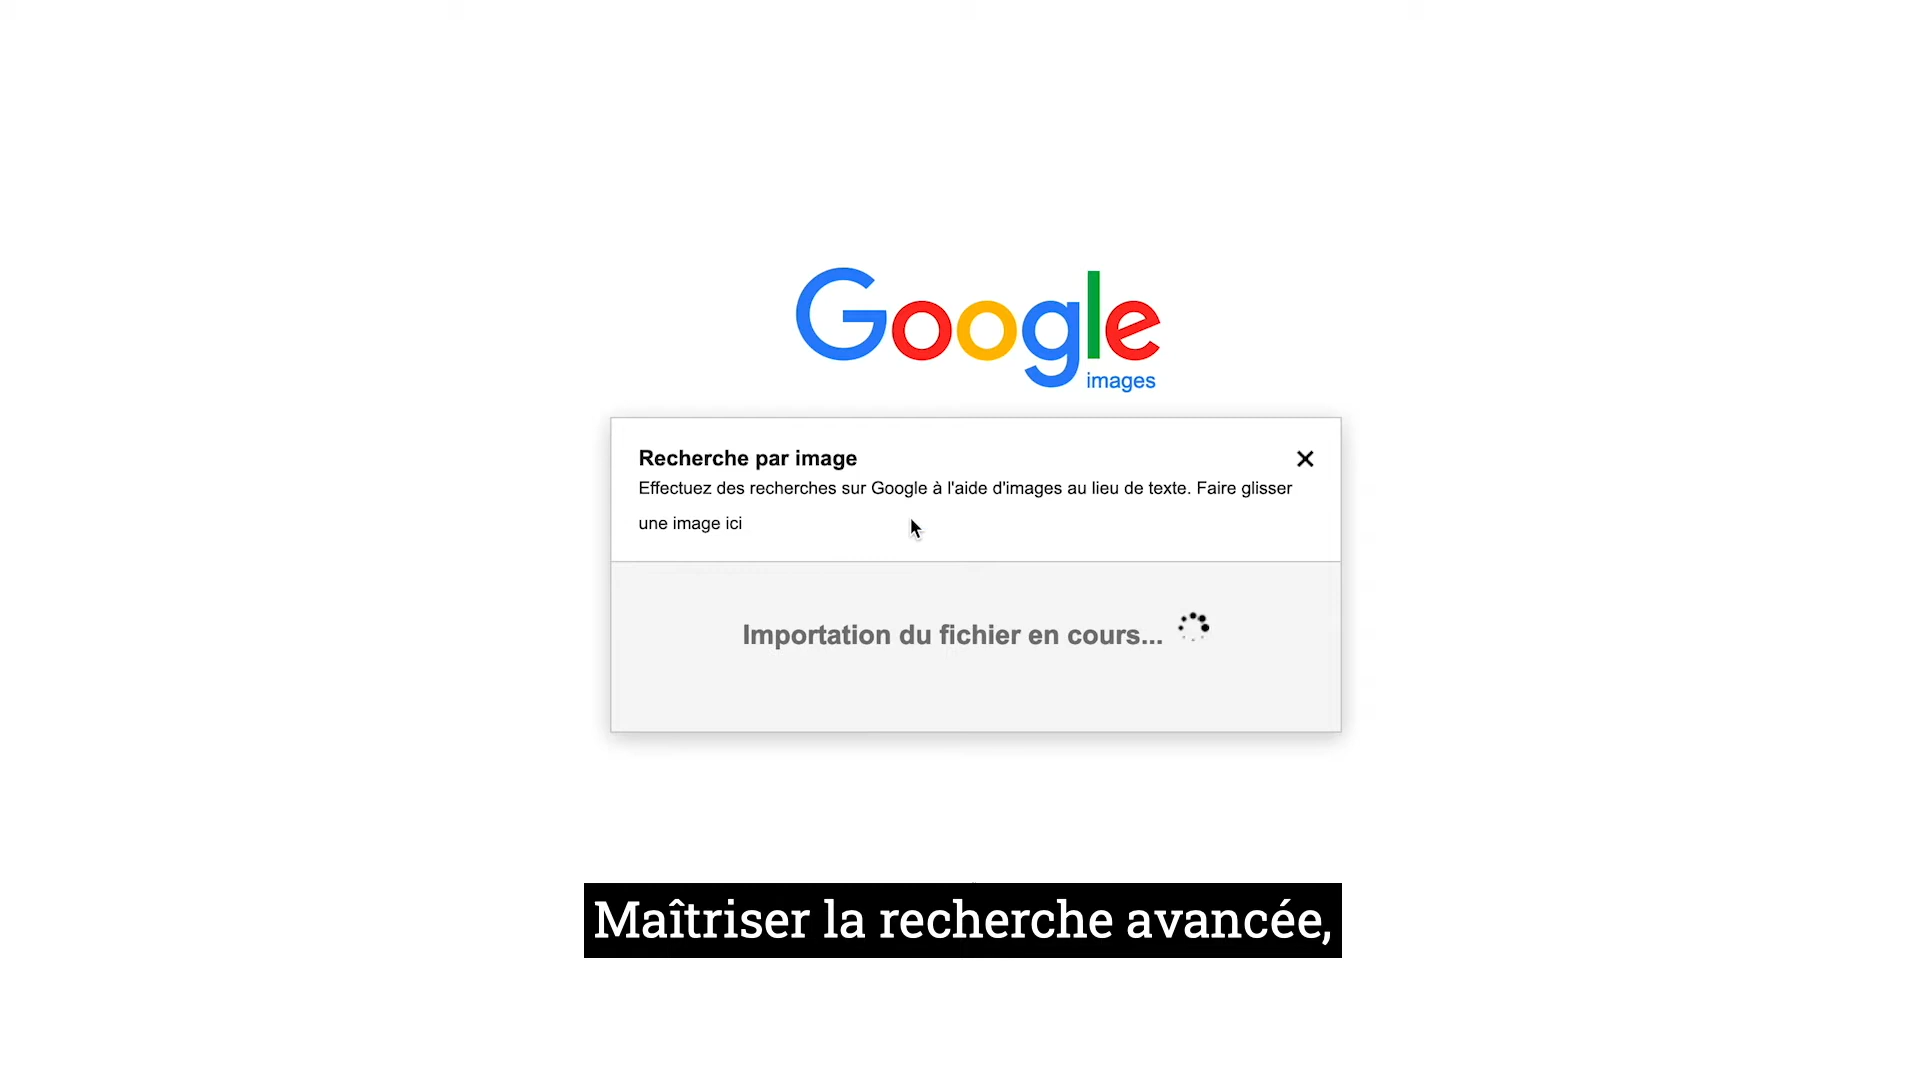 Google
images
Recherche par image
Effectuez des recherches sur Google à l'aide d'images au lieu de texte. Faire glisser
une image ici
Importation du fichier en cours...
Maîtriser la recherche avancée,